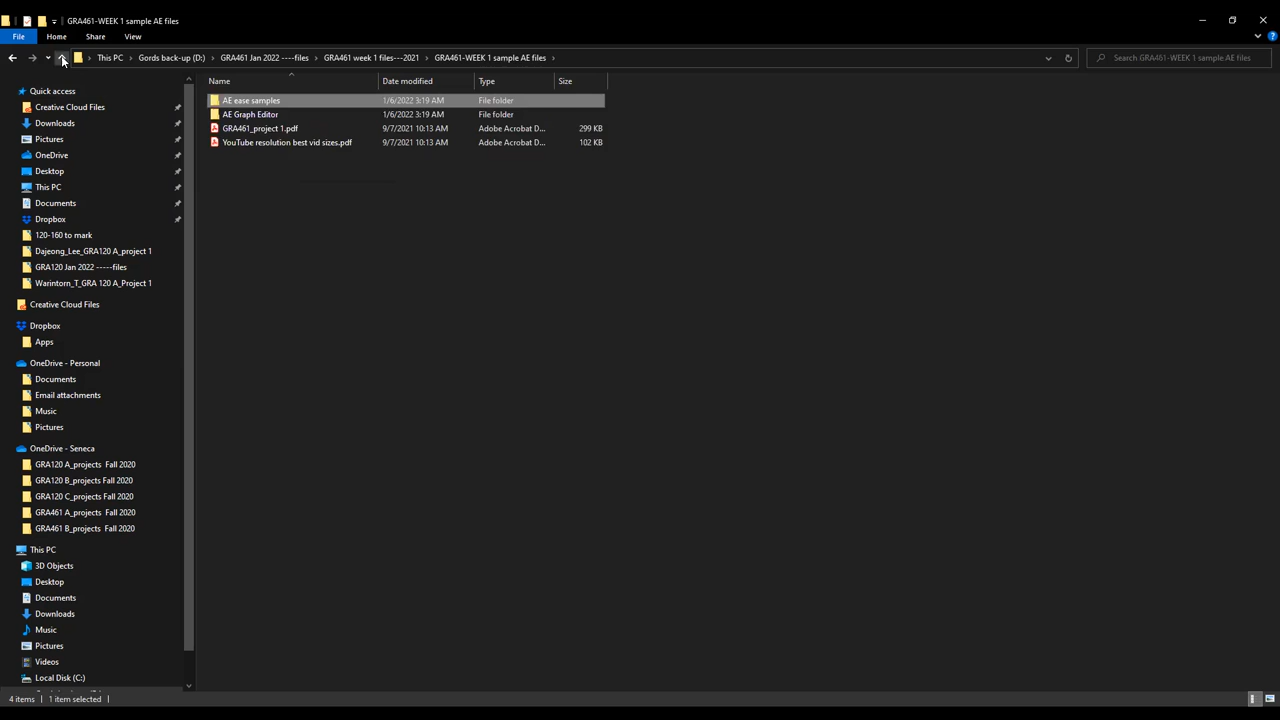 GRA461-WEEK 1 sample AE files
File Home Share View
This PC Gords back-up (D:) GRA461 Jan 2022 ----files GRA461 week 1 files---2021 GRA461-WEEK 1 sample AE files Search GRA461-WEEK 1 sample AE files
Name Date modified Type Size
Quick access
AE ease samples 1/6/2022 3:19 AM File folder
Creative Cloud Files
AE Graph Editor 1/6/2022 3:19 AM File folder
Downloads
GRA461_project 1.pdf 9/7/2021 10:13 AM Adobe Acrobat D... 299 KB
Pictures
YouTube resolution best vid sizes.pdf 9/7/2021 10:13 AM Adobe Acrobat D... 102 KB
OneDrive
Desktop
This PC
Documents
Dropbox
120-160 to mark
Dajeong_Lee_GRA120 A_project 1
GRA120 Jan 2022 -----files
Warintorn_T_GRA 120 A_Project 1
Creative Cloud Files
Dropbox
Apps
OneDrive - Personal
Documents
Email attachments
Music
Pictures
OneDrive - Seneca
GRA120 A_projects Fall 2020
GRA120 B_projects Fall 2020
GRA120 C_projects Fall 2020
GRA461 A_projects Fall 2020
GRA461 B_projects Fall 2020
This PC
3D Objects
Desktop
Documents
Downloads
Music
Pictures
Videos
Local Disk (C:)
4 items 1 item selected